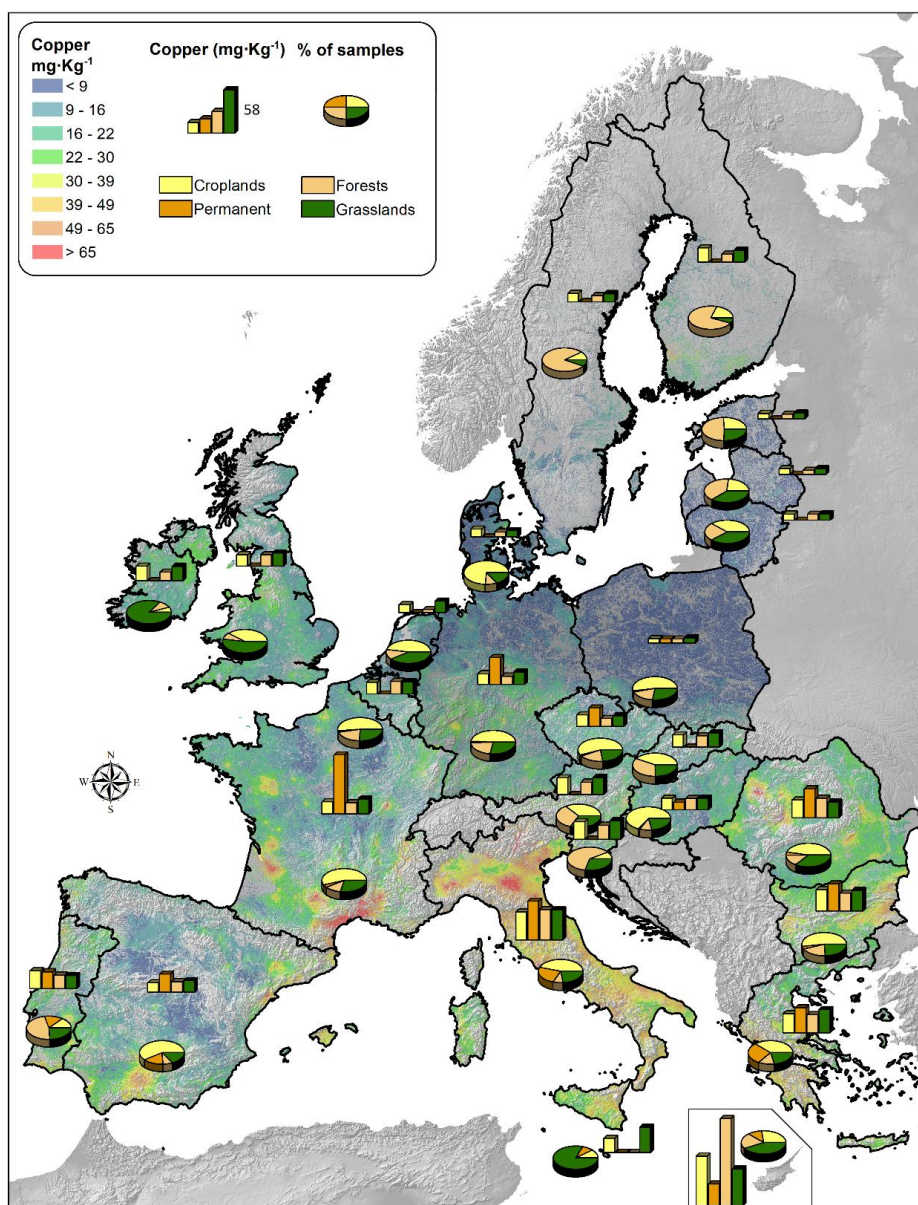 Copper
mg·Kg⁻¹
< 9
9 - 16
16 - 22
22 - 30
30 - 39
39 - 49
49 - 65
> 65
Copper (mg·Kg⁻¹)
58
% of samples
Croplands
Forests
Permanent
Grasslands
N
W E
S